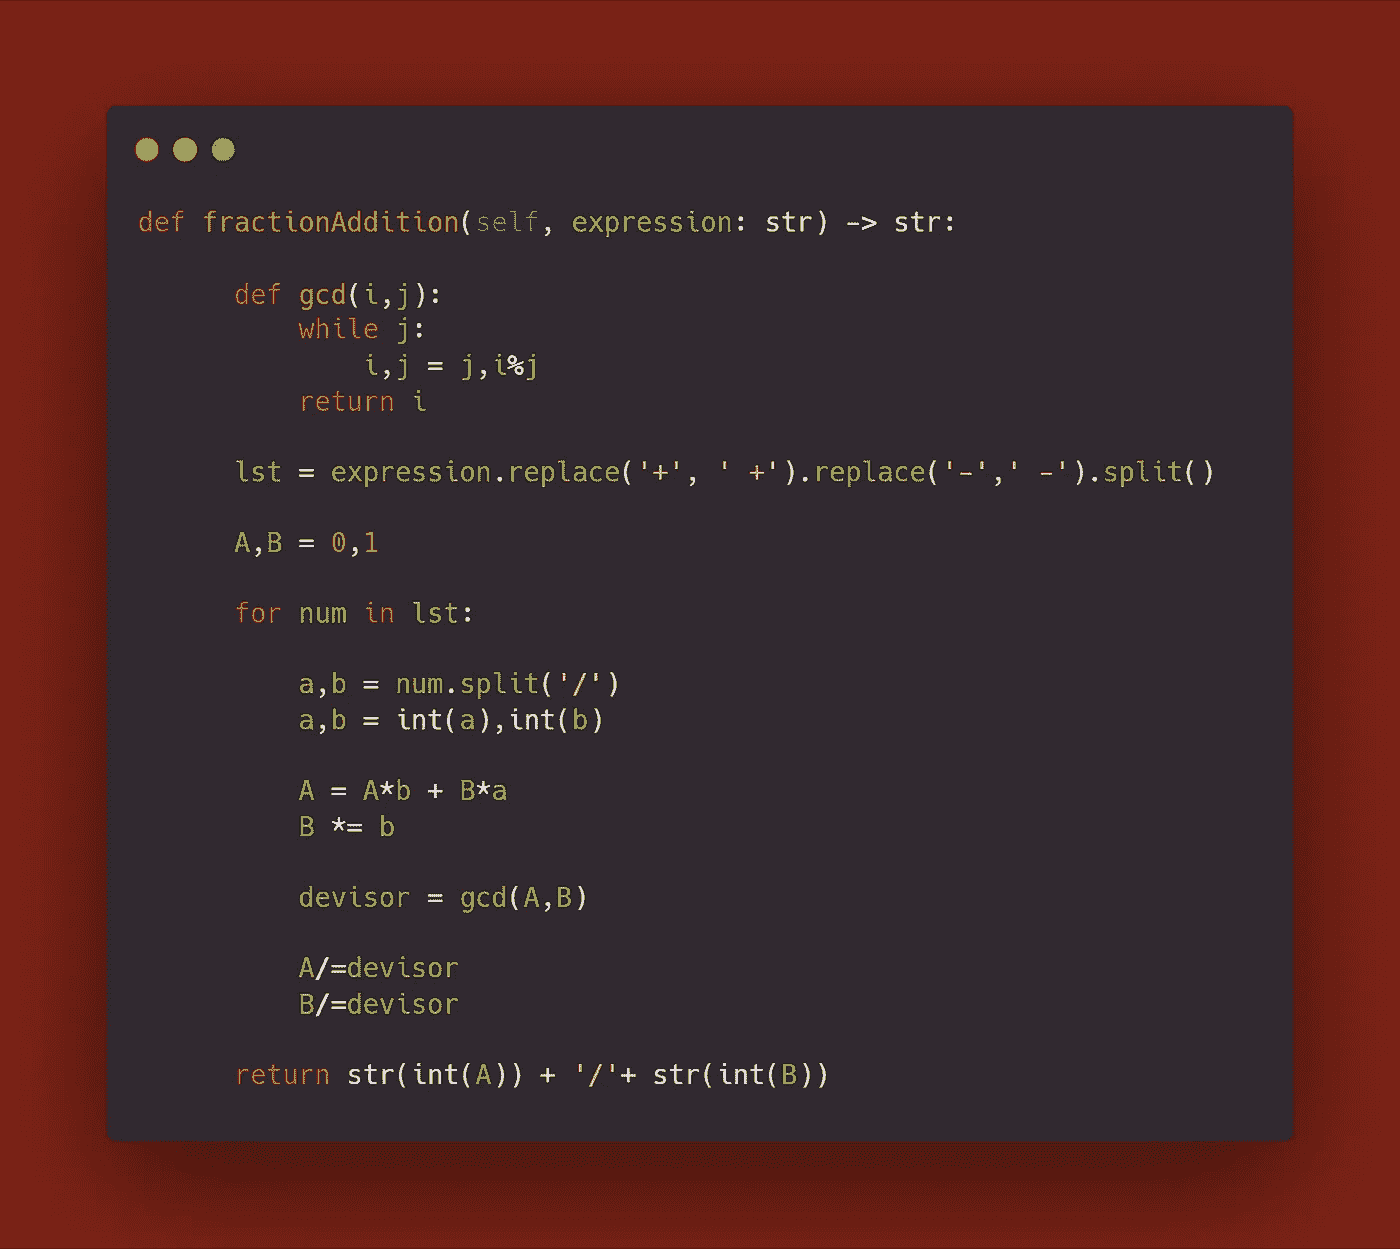 def fractionAddition(self, expression: str) -> str:
def gcd(i,j):
while j:
i,j = j,i%j
return i
lst = expression.replace('+', ' +').replace('-',' -').split()
A,B = 0,1
for num in lst:
a,b = num.split('/')
a,b = int(a),int(b)
A = A*b + B*a
B *= b
devisor = gcd(A,B)
A/=devisor
B/=devisor
return str(int(A)) + '/'+ str(int(B))